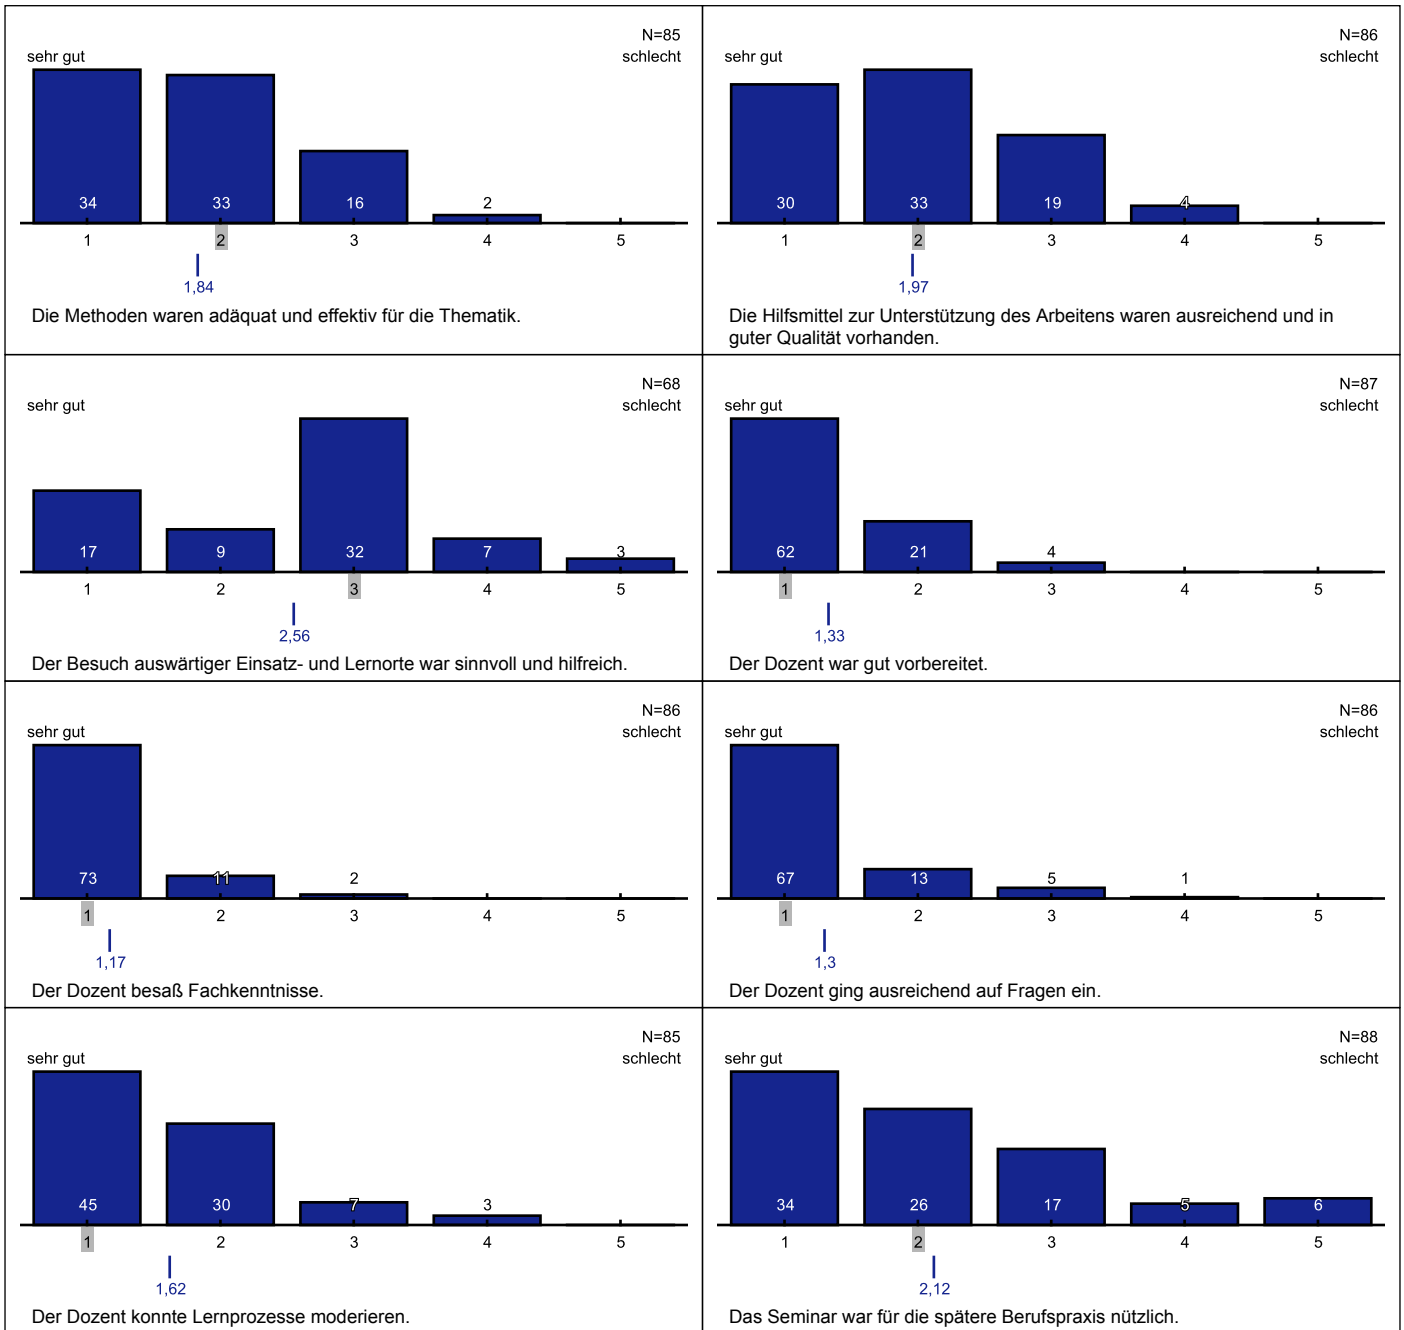 N=85
sehr gut schlecht
34 33 16 2
1 2 3 4 5
1,84
Die Methoden waren adäquat und effektiv für die Thematik.
N=86
sehr gut schlecht
30 33 19 4
1 2 3 4 5
1,97
Die Hilfsmittel zur Unterstützung des Arbeitens waren ausreichend und in
guter Qualität vorhanden.
N=68
sehr gut schlecht
17 9 32 7 3
1 2 3 4 5
2,56
Der Besuch auswärtiger Einsatz- und Lernorte war sinnvoll und hilfreich.
N=87
sehr gut schlecht
62 21 4
1 2 3 4 5
1,33
Der Dozent war gut vorbereitet.
N=86
sehr gut schlecht
73 11 2
1 2 3 4 5
1,17
Der Dozent besaß Fachkenntnisse.
N=86
sehr gut schlecht
67 13 5 1
1 2 3 4 5
1,3
Der Dozent ging ausreichend auf Fragen ein.
N=85
sehr gut schlecht
45 30 7 3
1 2 3 4 5
1,62
Der Dozent konnte Lernprozesse moderieren.
N=88
sehr gut schlecht
34 26 17 5 6
1 2 3 4 5
2,12
Das Seminar war für die spätere Berufspraxis nützlich.